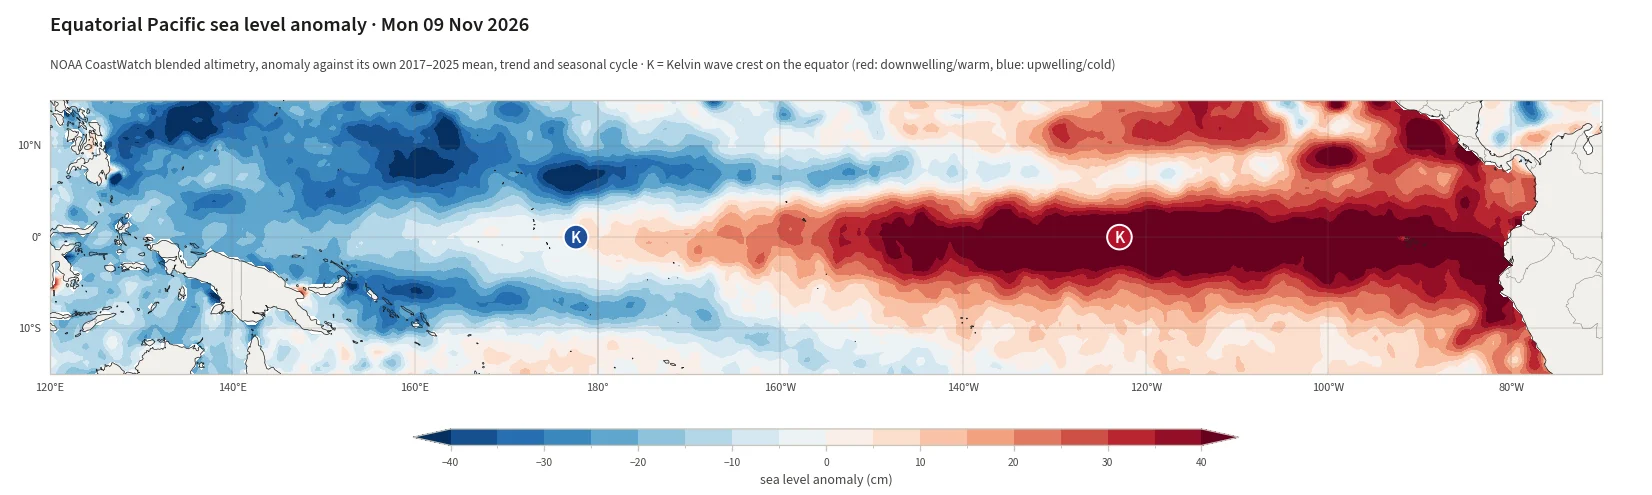 Equatorial Pacific sea level anomaly · Mon 09 Nov 2026
NOAA CoastWatch blended altimetry, anomaly against its own 2017–2025 mean, trend and seasonal cycle · K = Kelvin wave crest on the equator (red: downwelling/warm, blue: upwelling/cold)
10°N
0°
K
K
10°S
120°E 140°E 160°E 180° 160°W 140°W 120°W 100°W 80°W
−40 −30 −20 −10 0 10 20 30 40
sea level anomaly (cm)